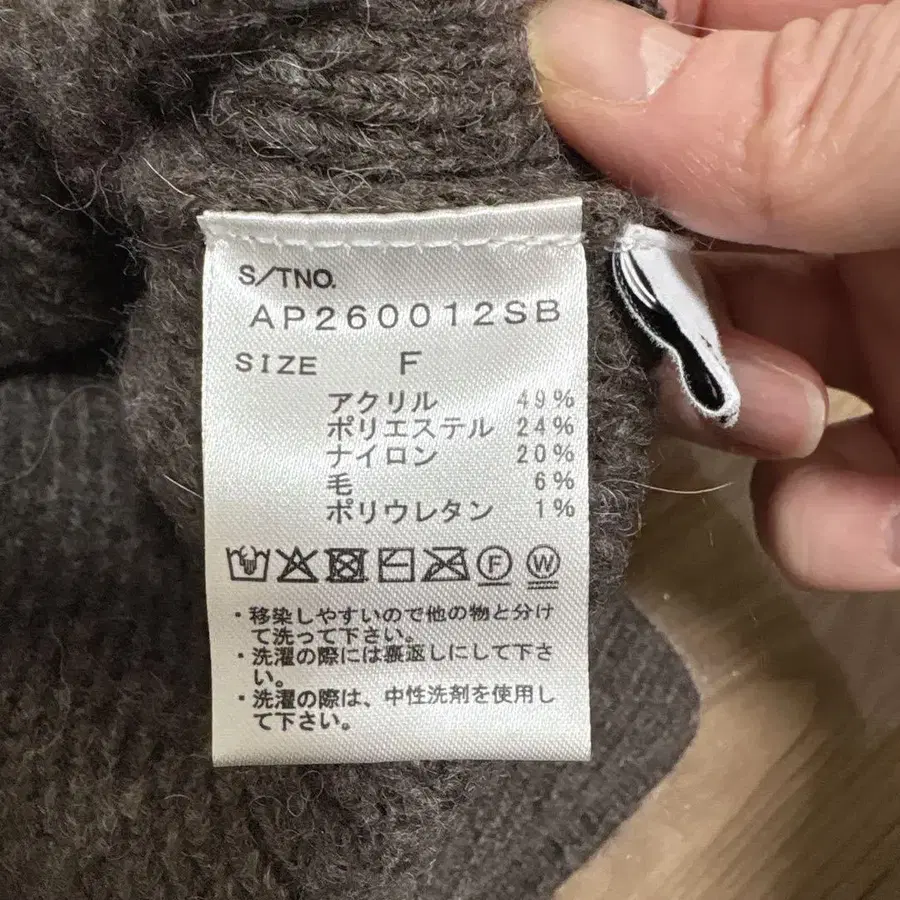 S/TNO.
AP260012SB
SIZE F
アクリル 49%
ポリエステル 24%
ナイロン 20%
毛 6%
ポリウレタン 1%
F W
・移染しやすいので他の物と分け
て洗って下さい。
・洗濯の際には裏返しにして下さ
い。
・洗濯の際は、中性洗剤を使用し
て下さい。